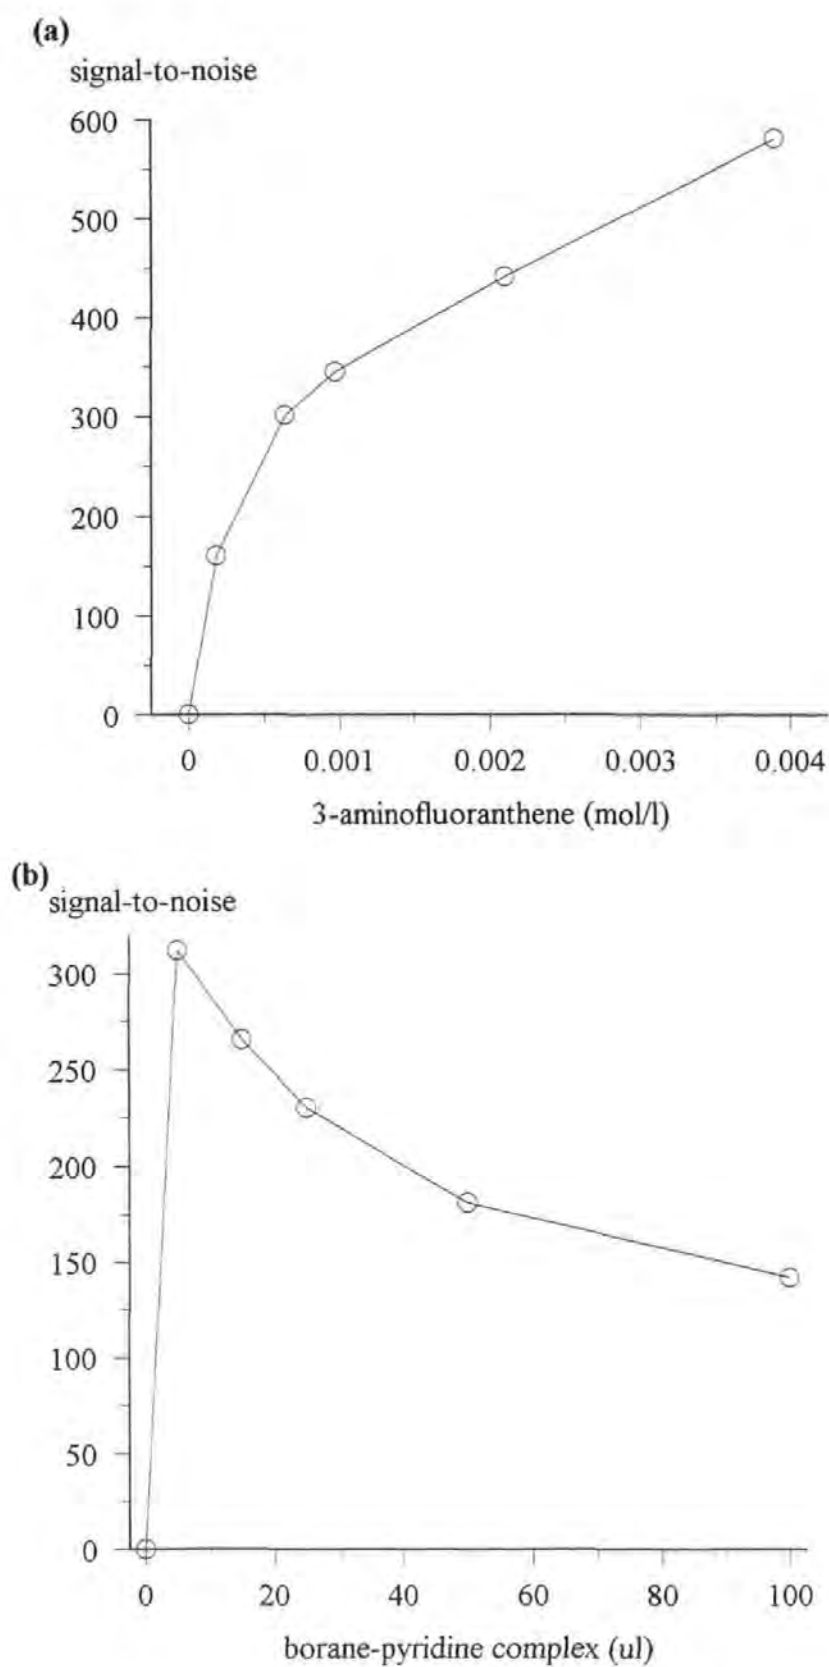 (a)
signal-to-noise
600
500
400
300
200
100
0
0 0.001 0.002 0.003 0.004
3-aminofluoranthene (mol/l)
(b)
signal-to-noise
300
250
200
150
100
50
0
0 20 40 60 80 100
borane-pyridine complex (ul)